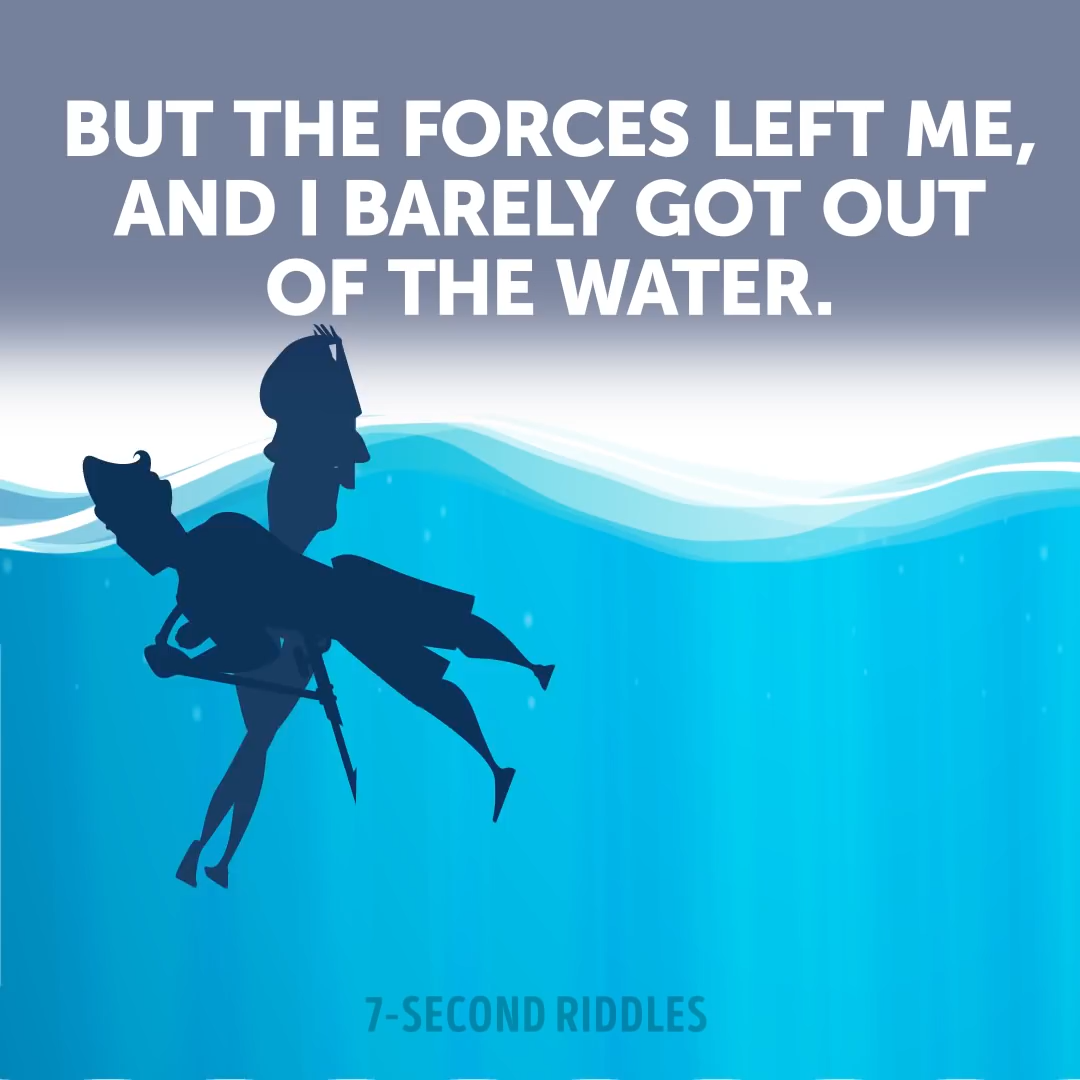 BUT THE FORCES LEFT ME,
AND I BARELY GOT OUT
OF THE WATER.
7-SECOND RIDDLES